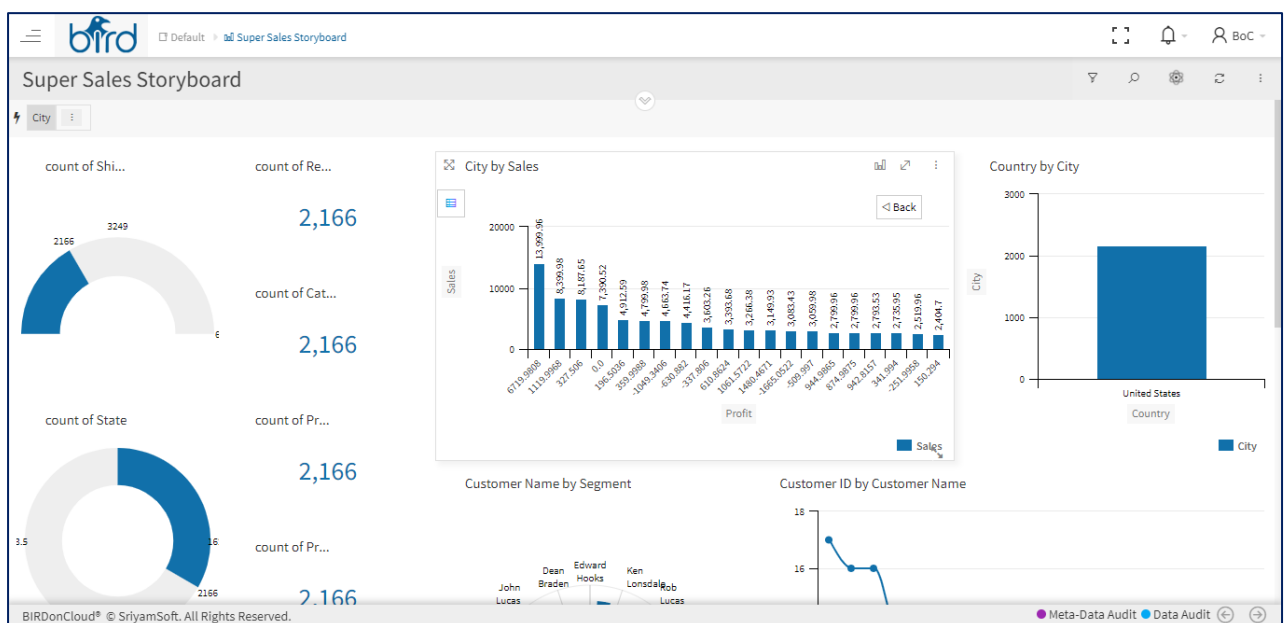 bird
Default
Super Sales Storyboard
BoC
Super Sales Storyboard
City
count of Shi...
2166
3249
6
count of Re...
2,166
count of Cat...
2,166
count of State
3.5
16
2166
count of Pr...
2,166
count of Pr...
2,166
City by Sales
Back
Sales
20000
10000
0
13,999.96
8,399.98
8,187.65
7,390.52
4,912.59
4,799.98
4,663.74
4,416.17
3,603.26
3,393.68
3,266.38
3,149.93
3,083.43
3,059.98
2,799.96
2,799.96
2,793.53
2,735.95
2,519.96
2,404.7
6719.9808
1119.9968
327.506
0.0
196.5036
359.9988
-1049.3406
-630.882
-337.806
610.8624
1061.5722
1480.4671
-1665.0522
-509.997
944.9865
874.9875
942.8157
341.994
-251.9958
150.294
Profit
Sales
Country by City
City
3000
2000
1000
0
United States
Country
City
Customer Name by Segment
John
Lucas
Dean
Braden
Edward
Hooks
Ken
Lonsdale
Rob
Lucas
Customer ID by Customer Name
18
16
BIRDonCloud® © SriyamSoft. All Rights Reserved.
Meta-Data Audit
Data Audit